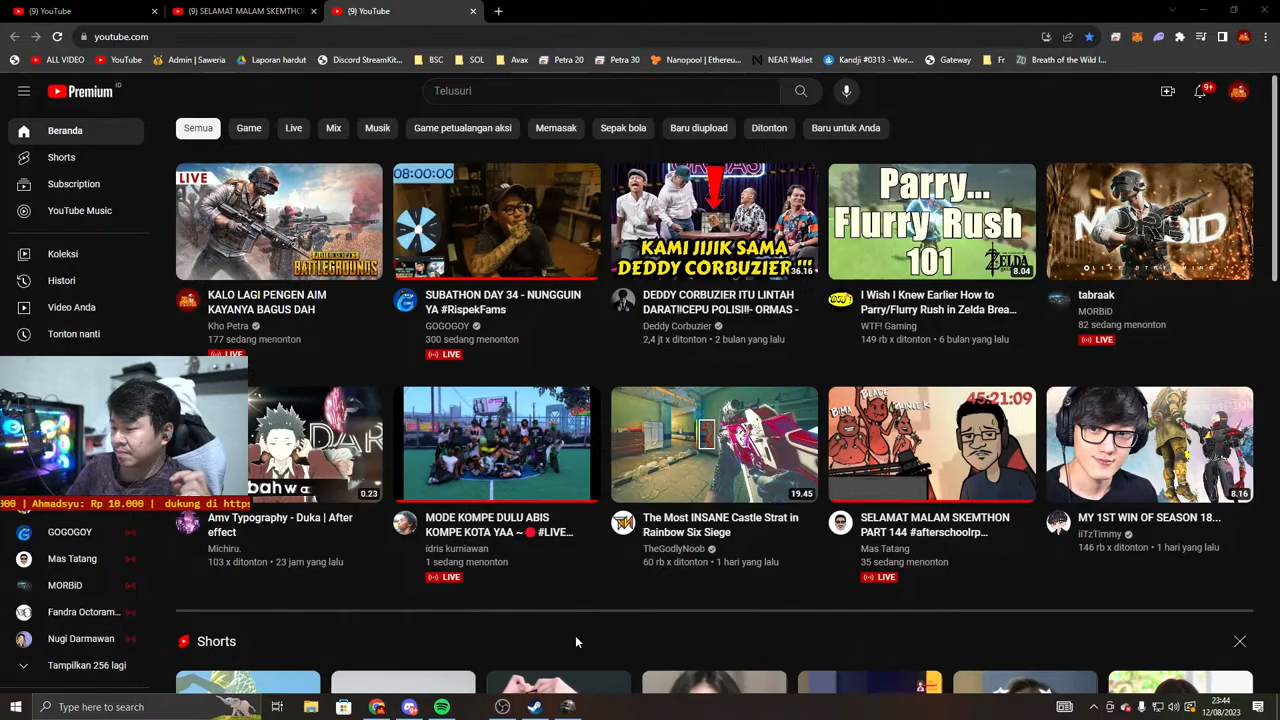 (9) YouTube
(9) SELAMAT MALAM SKEMTHO
(9) YouTube
youtube.com
ALL VIDEO
YouTube
Admin | Saweria
Laporan hardut
Discord StreamKit...
BSC
SOL
Avax
Petra 20
Petra 30
Nanopool | Ethereu...
NEAR Wallet
Kandji #0313 - Wor...
Gateway
Fr
Breath of the Wild I...
Premium ID
Telusuri
9+
Beranda
Shorts
Subscription
YouTube Music
Koleksi
Histori
Video Anda
Tonton nanti
Semua
Game
Live
Mix
Musik
Game petualangan aksi
Memasak
Sepak bola
Baru diupload
Ditonton
Baru untuk Anda
LIVE
BATTLEGROUNDS
KALO LAGI PENGEN AIM
KAYANYA BAGUS DAH
Kho Petra
177 sedang menonton
LIVE
08:00:00
SUBATHON DAY 34 - NUNGGUIN
YA #RispekFams
GOGOGOY
300 sedang menonton
LIVE
KAMI JIJIK SAMA
DEDDY CORBUZIER!!!
36.16
DEDDY CORBUZIER ITU LINTAH
DARAT!!CEPU POLISI!!- ORMAS -
Deddy Corbuzier
2,4 jt x ditonton • 2 bulan yang lalu
Parry...
Flurry Rush
101
ZELDA
8.04
I Wish I Knew Earlier How to
Parry/Flurry Rush in Zelda Brea...
WTF! Gaming
149 rb x ditonton • 6 bulan yang lalu
MORBID
LIVE STREAMING
tabraak
MORBiD
82 sedang menonton
LIVE
000 | Ahmadsyu: Rp 10.000 | dukung di https
GOGOGOY
Mas Tatang
MORBiD
Fandra Octoram...
Nugi Darmawan
Tampilkan 256 lagi
DAR
bahwa
0.23
Amv Typography - Duka | After
effect
Michiru.
103 x ditonton • 23 jam yang lalu
MODE KOMPE DULU ABIS
KOMPE KOTA YAA ~ 🔴 #LIVE...
idris kurniawan
1 sedang menonton
LIVE
19.45
The Most INSANE Castle Strat in
Rainbow Six Siege
TheGodlyNoob
60 rb x ditonton • 1 hari yang lalu
45:21:09
BIMA
SELAMAT MALAM SKEMTHON
PART 144 #afterschoolrp...
Mas Tatang
35 sedang menonton
LIVE
8.16
MY 1ST WIN OF SEASON 18...
iiTzTimmy
146 rb x ditonton • 1 hari yang lalu
Shorts
Type here to search
23:44
12/08/2023